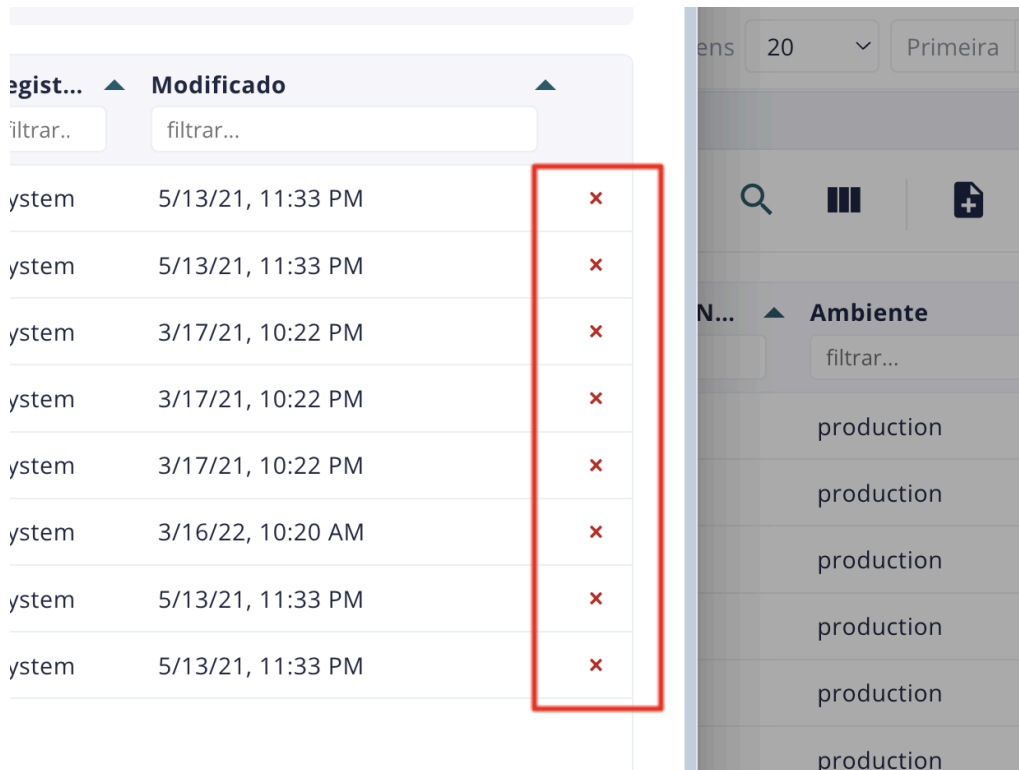 egist... Modificado
filtrar.. filtrar...
ystem 5/13/21, 11:33 PM
ystem 5/13/21, 11:33 PM
ystem 3/17/21, 10:22 PM
ystem 3/17/21, 10:22 PM
ystem 3/17/21, 10:22 PM
ystem 3/16/22, 10:20 AM
ystem 5/13/21, 11:33 PM
ystem 5/13/21, 11:33 PM
ens 20 Primeira
N... Ambiente
filtrar...
production
production
production
production
production
production